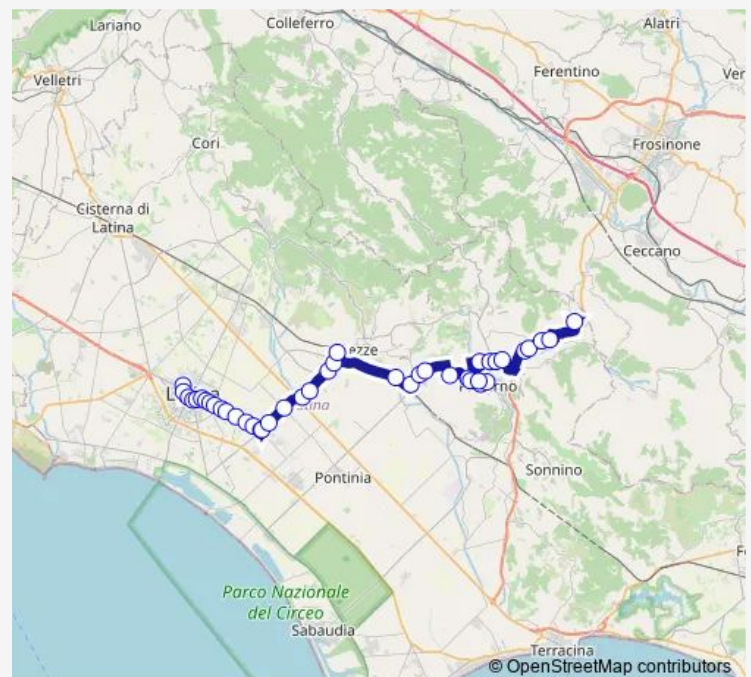 Lariano
Colleferro
Alatri
Velletri
Ferentino
Ver
Cori
Frosinone
Cisterna di
Latina
Ceccano
ezze
Pontinia
Sonnino
Parco Nazionale
del Circeo
Sabaudia
Terracina
© OpenStreetMap contributors